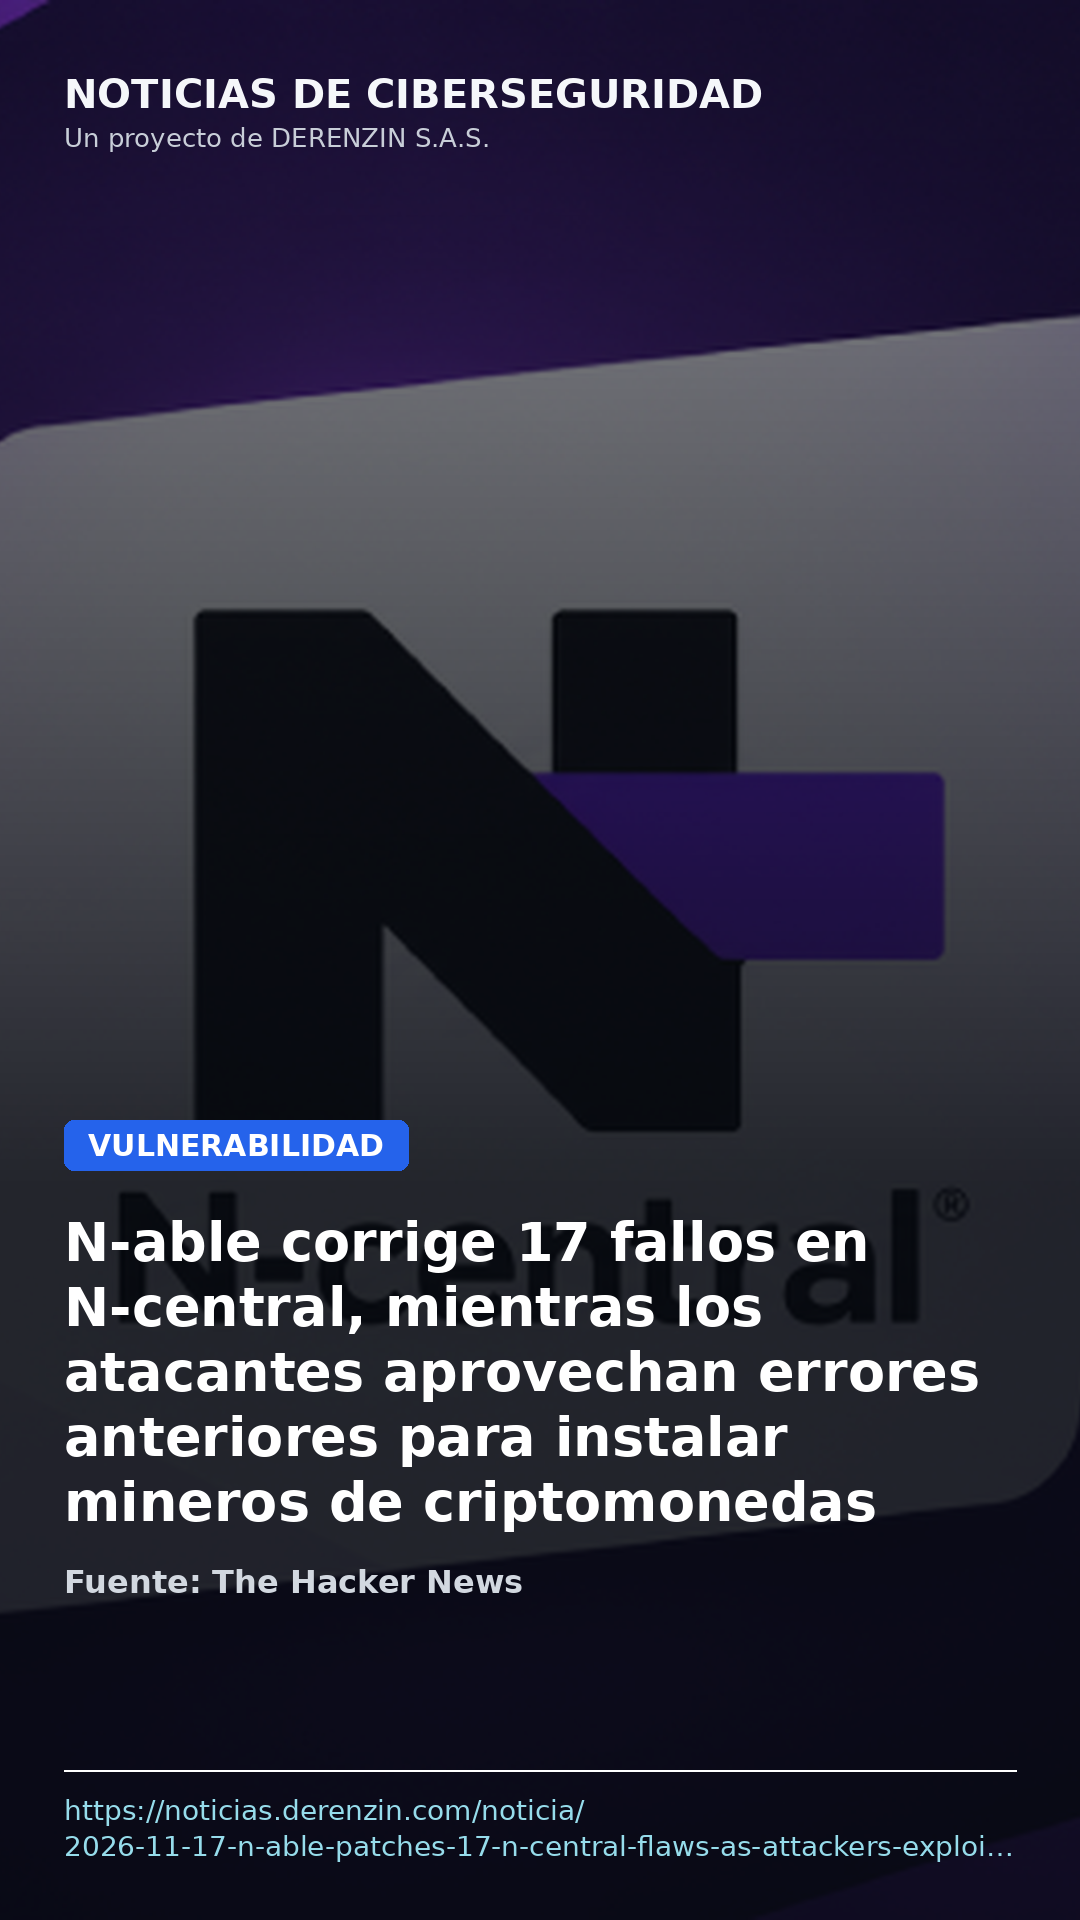 NOTICIAS DE CIBERSEGURIDAD
Un proyecto de DERENZIN S.A.S.
VULNERABILIDAD
N-central®
N-able corrige 17 fallos en
N-central, mientras los
atacantes aprovechan errores
anteriores para instalar
mineros de criptomonedas
Fuente: The Hacker News
https://noticias.derenzin.com/noticia/
2026-11-17-n-able-patches-17-n-central-flaws-as-attackers-exploi…